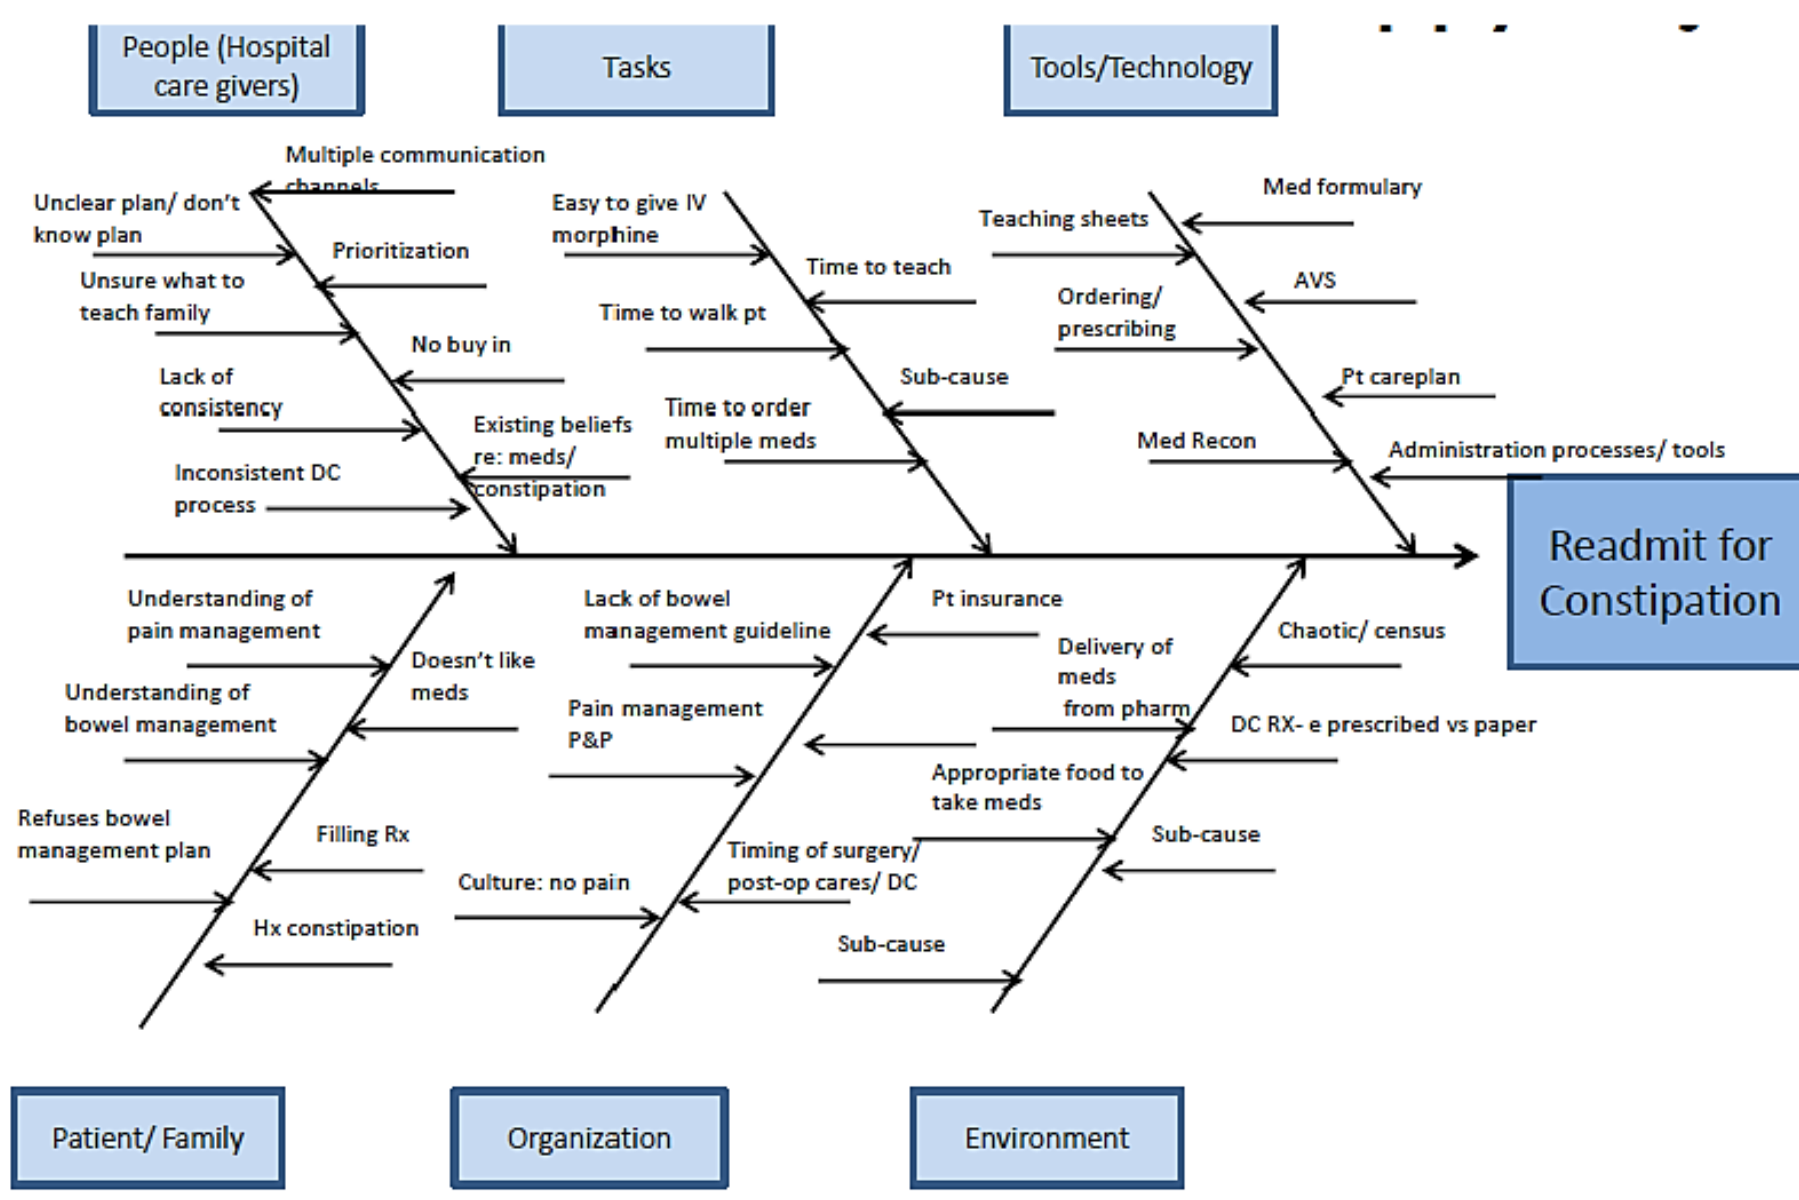 People (Hospital
care givers)
Tasks
Tools/Technology
Multiple communication
channels
Unclear plan/ don't
know plan
Prioritization
Unsure what to
teach family
No buy in
Lack of
consistency
Existing beliefs
re: meds/
constipation
Inconsistent DC
process
Easy to give IV
morphine
Time to teach
Time to walk pt
Sub-cause
Time to order
multiple meds
Med formulary
Teaching sheets
AVS
Ordering/
prescribing
Pt careplan
Med Recon
Administration processes/ tools
Readmit for
Constipation
Understanding of
pain management
Doesn't like
meds
Understanding of
bowel management
Refuses bowel
management plan
Filling Rx
Hx constipation
Lack of bowel
management guideline
Pt insurance
Pain management
P&P
Timing of surgery/
post-op cares/ DC
Culture: no pain
Delivery of
meds
from pharm
Chaotic/ census
DC RX- e prescribed vs paper
Appropriate food to
take meds
Sub-cause
Sub-cause
Patient/ Family
Organization
Environment